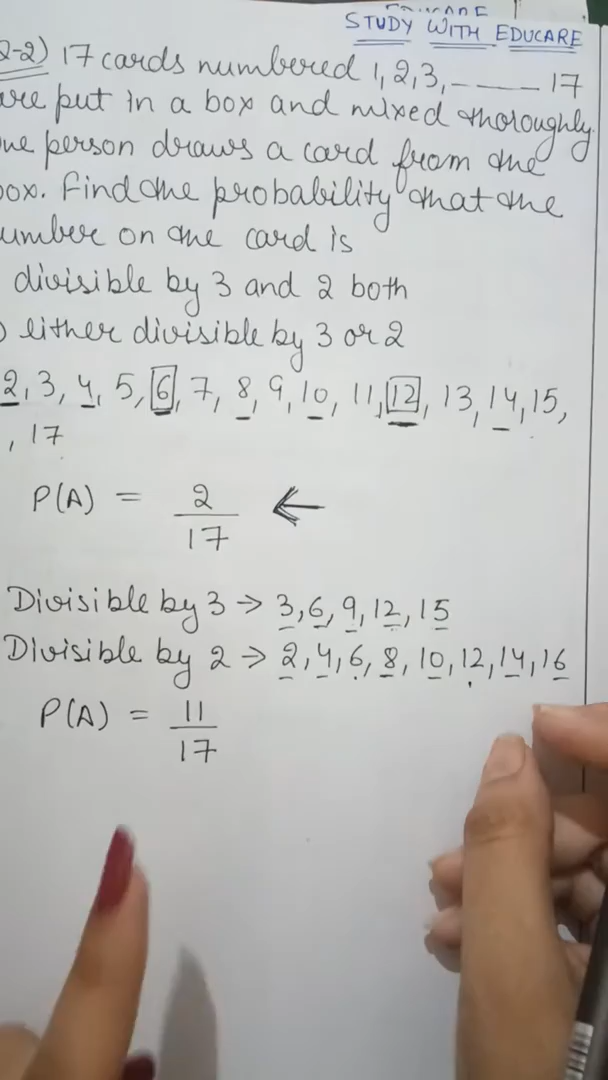 STUDY WITH EDUCARE
2-2) 17 cards numbered 1, 2, 3, ---- 17
are put in a box and mixed thoroughly.
one person draws a card from the
box. Find the probability that the
number on the card is
divisible by 3 and 2 both
) either divisible by 3 or 2
2, 3, 4, 5, 6, 7, 8, 9, 10, 11, 12, 13, 14, 15,
, 17
P(A) = 2/17 ←
Divisible by 3 → 3, 6, 9, 12, 15
Divisible by 2 → 2, 4, 6, 8, 10, 12, 14, 16
P(A) = 11/17